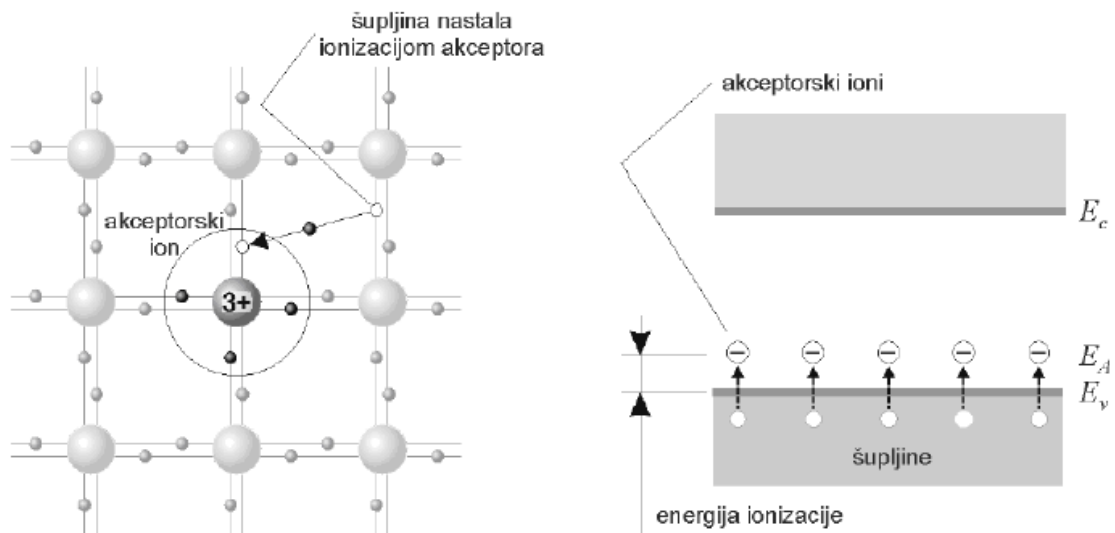 šupljina nastala
ionizacijom akceptora
akceptorski
ion
3+
akceptorski ioni
E_c
E_A
E_v
šupljine
energija ionizacije